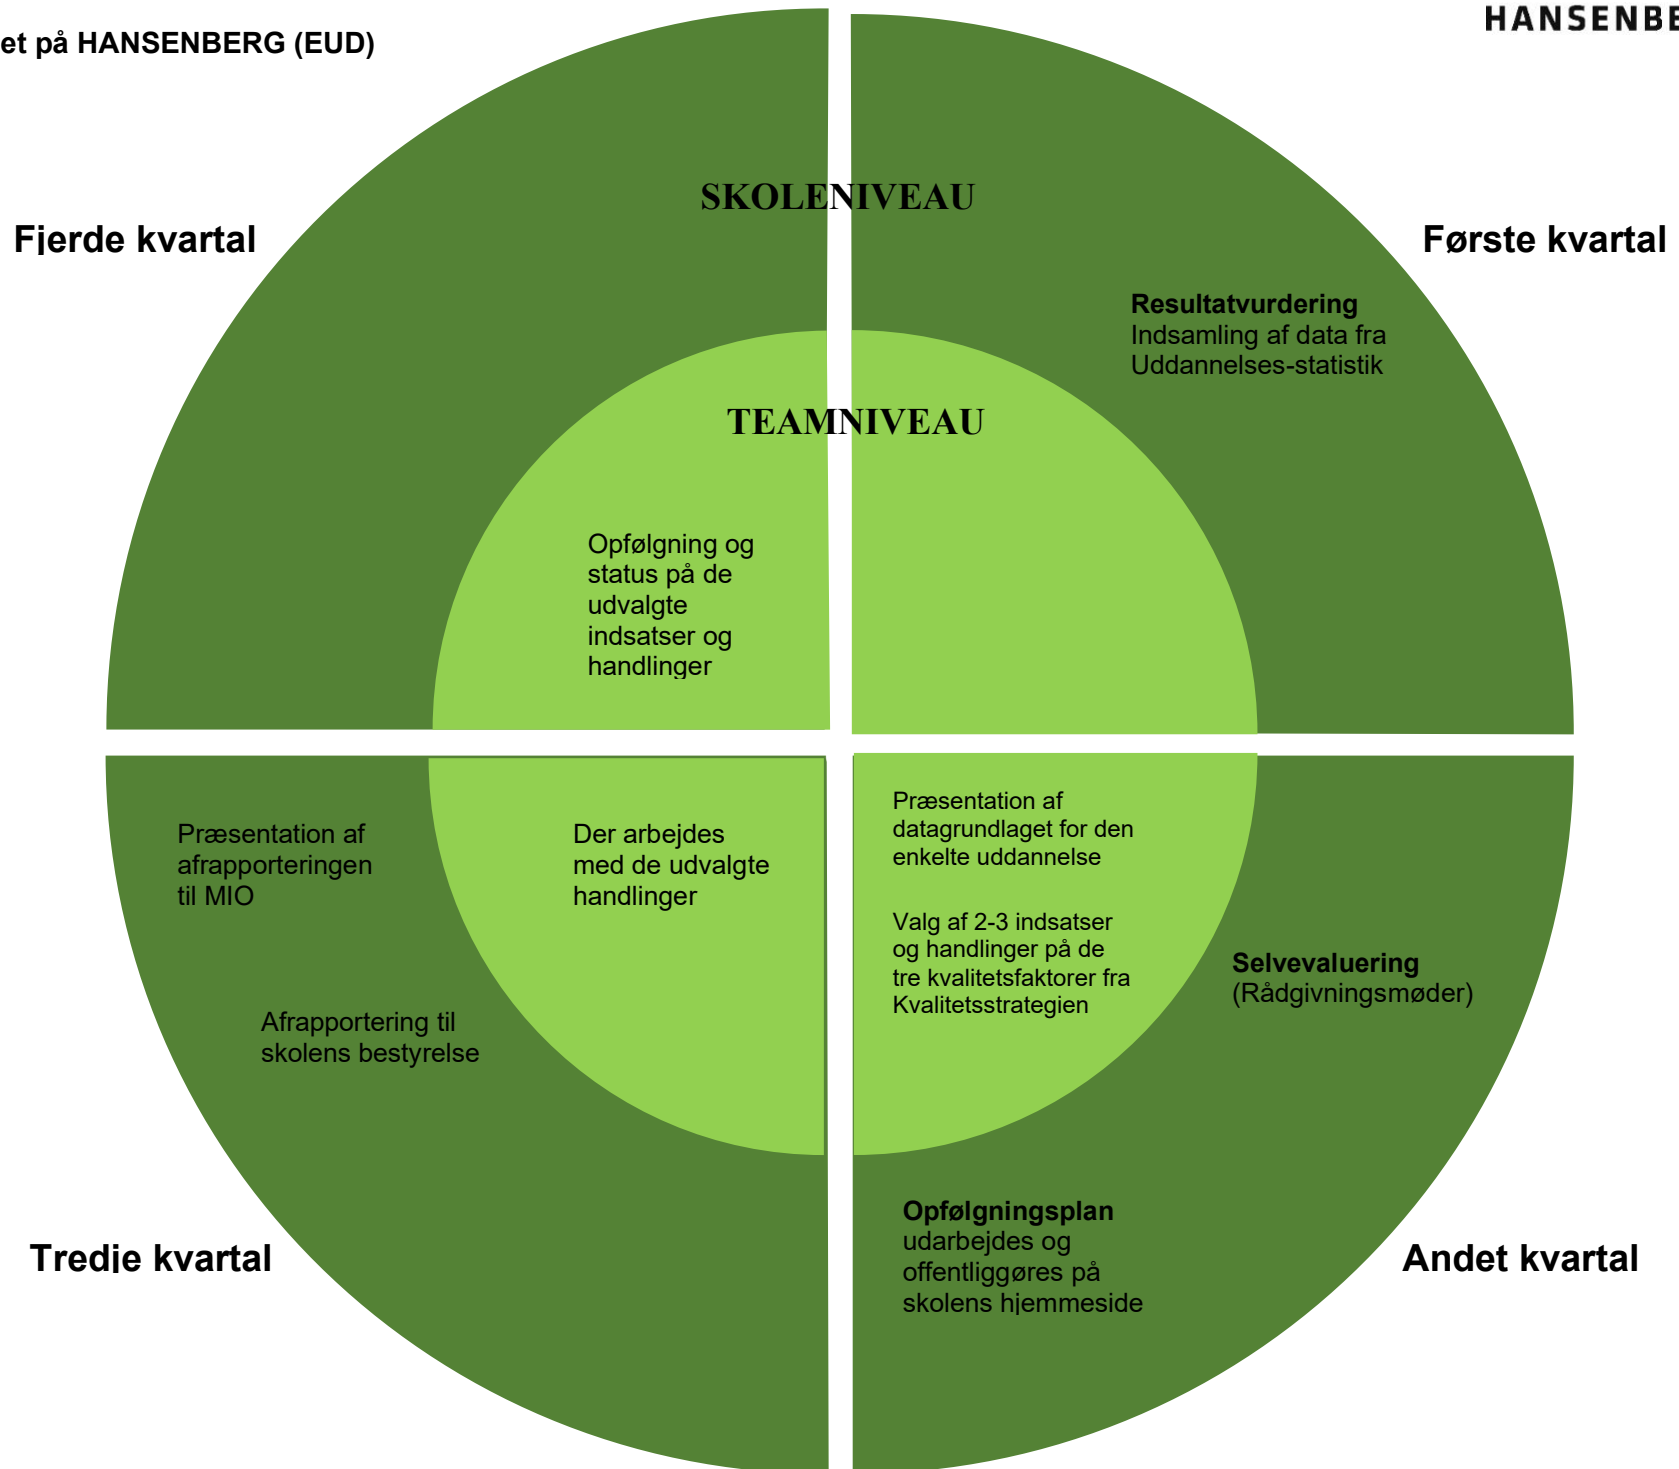 et på HANSENBERG (EUD)
HANSENBE
SKOLENIVEAU
Fjerde kvartal
Første kvartal
Resultatvurdering
Indsamling af data fra
Uddannelses-statistik
TEAMNIVEAU
Opfølgning og
status på de
udvalgte
indsatser og
handlinger
Præsentation af
datagrundlaget for den
enkelte uddannelse
Valg af 2-3 indsatser
og handlinger på de
tre kvalitetsfaktorer fra
Kvalitetsstrategien
Selvevaluering
(Rådgivningsmøder)
Opfølgningsplan
udarbejdes og
offentliggøres på
skolens hjemmeside
Andet kvartal
Der arbejdes
med de udvalgte
handlinger
Præsentation af
afrapporteringen
til MIO
Afrapportering til
skolens bestyrelse
Tredje kvartal